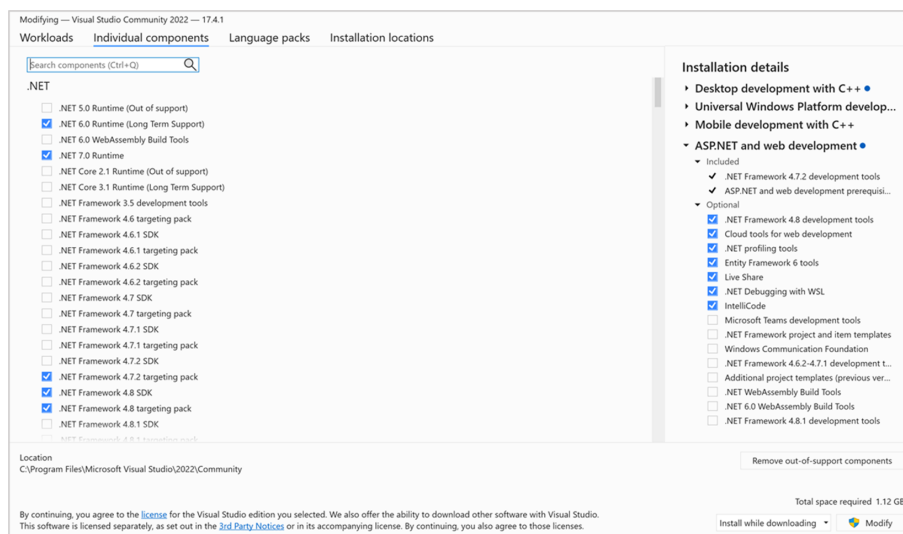 Modifying — Visual Studio Community 2022 — 17.4.1
Workloads Individual components Language packs Installation locations
Search components (Ctrl+Q)
.NET
.NET 5.0 Runtime (Out of support)
.NET 6.0 Runtime (Long Term Support)
.NET 6.0 WebAssembly Build Tools
.NET 7.0 Runtime
.NET Core 2.1 Runtime (Out of support)
.NET Core 3.1 Runtime (Long Term Support)
.NET Framework 3.5 development tools
.NET Framework 4.6 targeting pack
.NET Framework 4.6.1 SDK
.NET Framework 4.6.1 targeting pack
.NET Framework 4.6.2 SDK
.NET Framework 4.6.2 targeting pack
.NET Framework 4.7 SDK
.NET Framework 4.7 targeting pack
.NET Framework 4.7.1 SDK
.NET Framework 4.7.1 targeting pack
.NET Framework 4.7.2 SDK
.NET Framework 4.7.2 targeting pack
.NET Framework 4.8 SDK
.NET Framework 4.8 targeting pack
.NET Framework 4.8.1 SDK
.NET Framework 4.8.1 targeting pack
Installation details
Desktop development with C++
Universal Windows Platform develop...
Mobile development with C++
ASP.NET and web development
Included
.NET Framework 4.7.2 development tools
ASP.NET and web development prerequisi...
Optional
.NET Framework 4.8 development tools
Cloud tools for web development
.NET profiling tools
Entity Framework 6 tools
Live Share
.NET Debugging with WSL
IntelliCode
Microsoft Teams development tools
.NET Framework project and item templates
Windows Communication Foundation
.NET Framework 4.6.2-4.7.1 development t...
Additional project templates (previous ver...
.NET WebAssembly Build Tools
.NET 6.0 WebAssembly Build Tools
.NET Framework 4.8.1 development tools
Location
C:\Program Files\Microsoft Visual Studio\2022\Community
Remove out-of-support components
Total space required 1.12 GB
By continuing, you agree to the license for the Visual Studio edition you selected. We also offer the ability to download other software with Visual Studio.
This software is licensed separately, as set out in the 3rd Party Notices or in its accompanying license. By continuing, you also agree to those licenses.
Install while downloading Modify